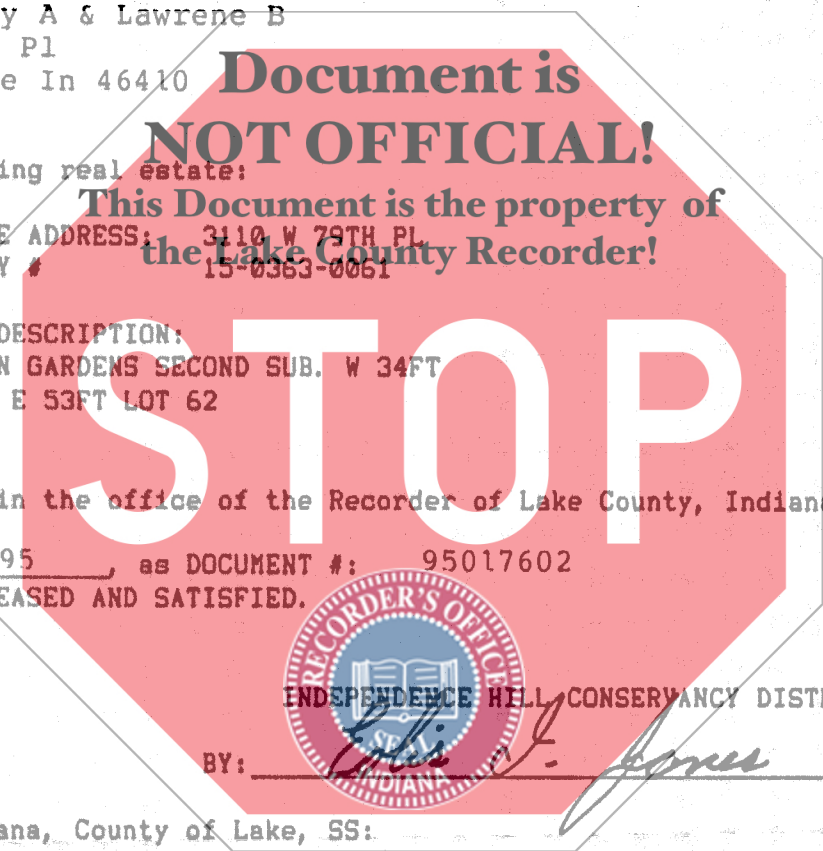 y A & Lawrene B
Pl
e In 46410
Document is
NOT OFFICIAL!
ing real estate:
This Document is the property of
E ADDRESS: 3110 W 79TH PL
the Lake County Recorder!
Y # 15-0363-0061
DESCRIPTION:
N GARDENS SECOND SUB. W 34FT
E 53FT LOT 62
STOP
in the office of the Recorder of Lake County, Indiana
95, as DOCUMENT #: 95017602
EASED AND SATISFIED.
RECORDER'S OFFICE
INDEPENDENCE HILL CONSERVANCY DIST
SEAL
INDIANA
BY: Jones
ana, County of Lake, SS: